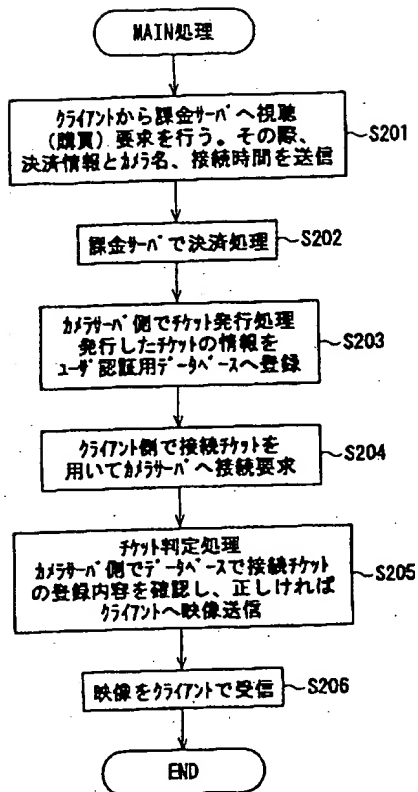 MAIN処理
クライアントから課金サーバへ視聴
(購買)要求を行う。その際、
決済情報とカメラ名、接続時間を送信
S201
課金サーバで決済処理
S202
カメラサーバ側でチケット発行処理
発行したチケットの情報を
ユーザ認証用データベースへ登録
S203
クライアント側で接続チケットを
用いてカメラサーバへ接続要求
S204
チケット判定処理
カメラサーバ側でデータベースで接続チケット
の登録内容を確認し、正しければ
クライアントへ映像送信
S205
映像をクライアントで受信
S206
END